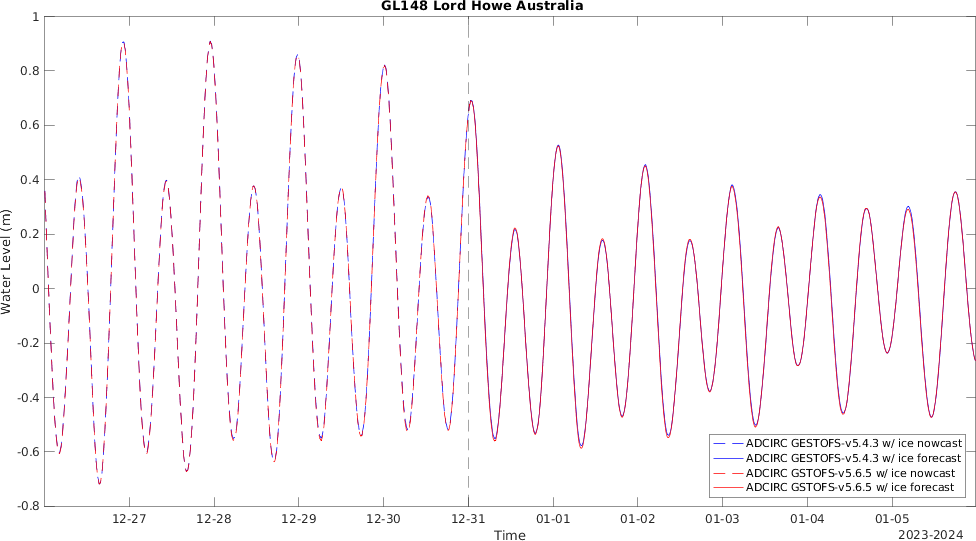 GL148 Lord Howe Australia
1
0.8
0.6
0.4
0.2
0
-0.2
-0.4
-0.6
-0.8
Water Level (m)
12-27 12-28 12-29 12-30 12-31 01-01 01-02 01-03 01-04 01-05
Time
2023-2024
ADCIRC GESTOFS-v5.4.3 w/ ice nowcast
ADCIRC GESTOFS-v5.4.3 w/ ice forecast
ADCIRC GSTOFS-v5.6.5 w/ ice nowcast
ADCIRC GSTOFS-v5.6.5 w/ ice forecast